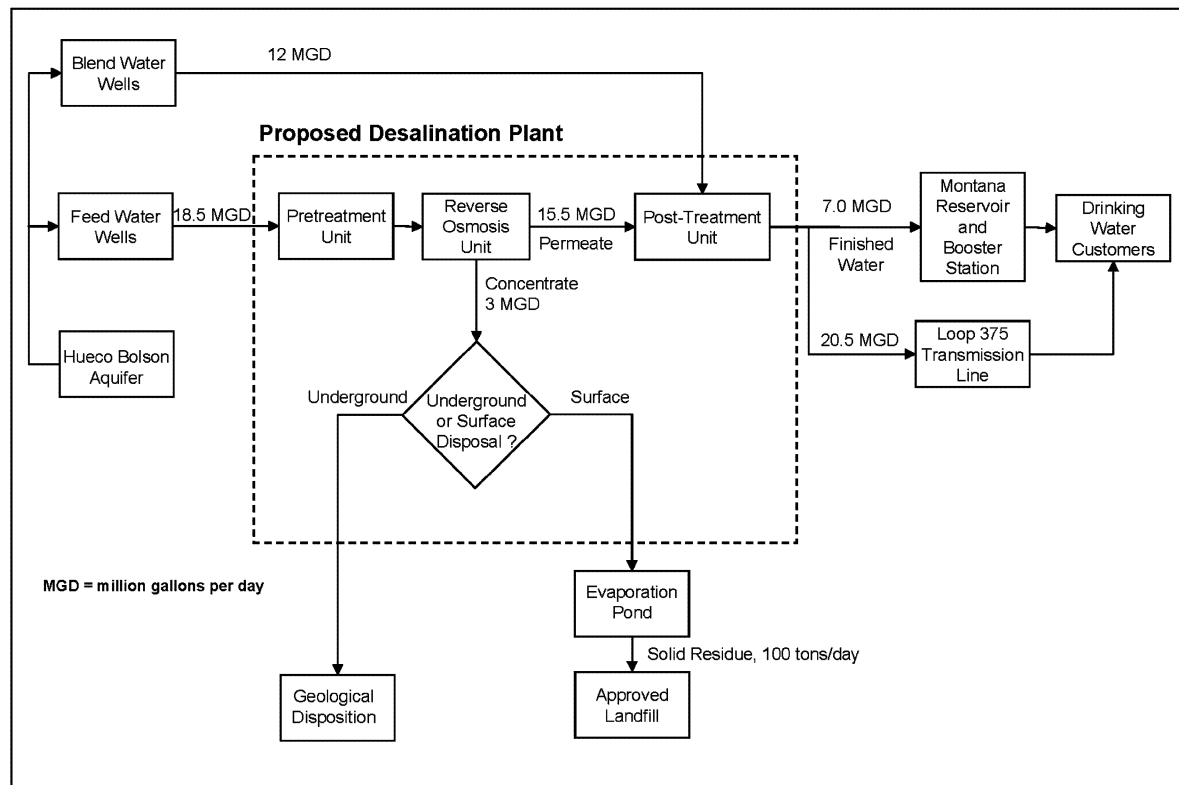 Blend Water
Wells
12 MGD
Proposed Desalination Plant
Feed Water
Wells
18.5 MGD
Pretreatment
Unit
Reverse
Osmosis
Unit
15.5 MGD
Permeate
Post-Treatment
Unit
7.0 MGD
Finished
Water
Montana
Reservoir
and
Booster
Station
Drinking
Water
Customers
Concentrate
3 MGD
20.5 MGD
Loop 375
Transmission
Line
Hueco Bolson
Aquifer
Underground
Underground
or Surface
Disposal ?
Surface
MGD = million gallons per day
Evaporation
Pond
Solid Residue, 100 tons/day
Geological
Disposition
Approved
Landfill